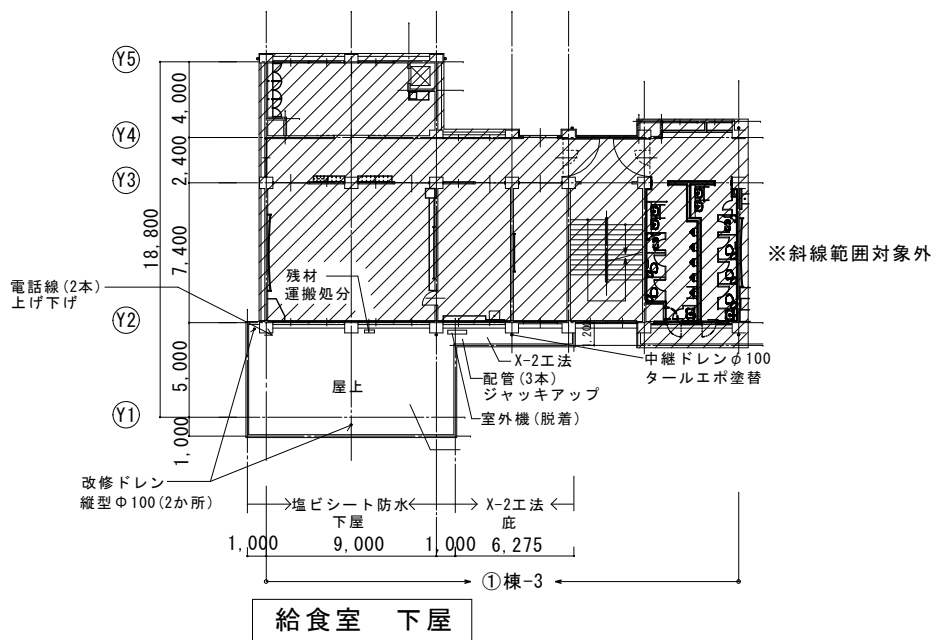 Y5
4,000
Y4
2,400
Y3
18,800
7,400
※斜線範囲対象外
電話線(2本)
上げ下げ
残材
運搬処分
Y2
中継ドレンφ100
タールエポ塗替
X-2工法
配管(3本)
ジャッキアップ
室外機(脱着)
5,000
屋上
Y1
1,000
改修ドレン
縦型Φ100(2か所)
塩ビシート防水
下屋
X-2工法
庇
1,000
9,000
1,000
6,275
①棟-3
給食室 下屋